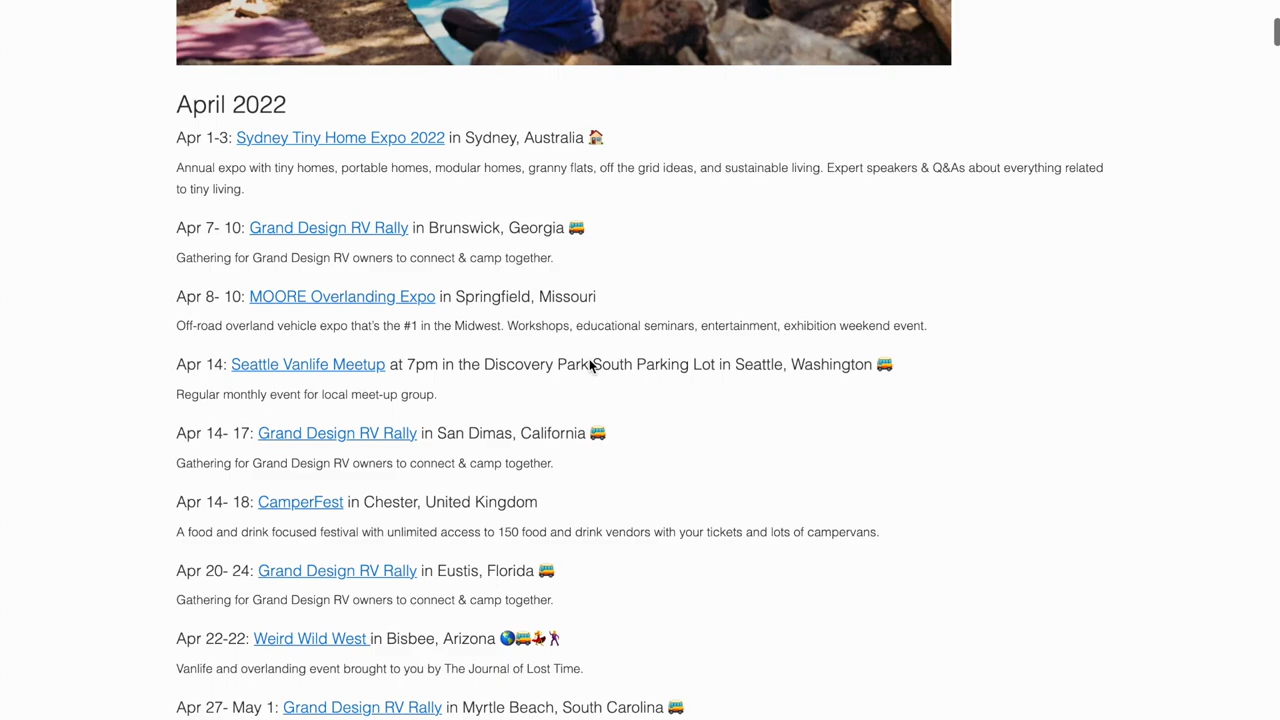 April 2022
Apr 1-3: Sydney Tiny Home Expo 2022 in Sydney, Australia 🏠
Annual expo with tiny homes, portable homes, modular homes, granny flats, off the grid ideas, and sustainable living. Expert speakers & Q&As about everything related
to tiny living.
Apr 7- 10: Grand Design RV Rally in Brunswick, Georgia 🚌
Gathering for Grand Design RV owners to connect & camp together.
Apr 8- 10: MOORE Overlanding Expo in Springfield, Missouri
Off-road overland vehicle expo that's the #1 in the Midwest. Workshops, educational seminars, entertainment, exhibition weekend event.
Apr 14: Seattle Vanlife Meetup at 7pm in the Discovery Park South Parking Lot in Seattle, Washington 🚌
Regular monthly event for local meet-up group.
Apr 14- 17: Grand Design RV Rally in San Dimas, California 🚌
Gathering for Grand Design RV owners to connect & camp together.
Apr 14- 18: CamperFest in Chester, United Kingdom
A food and drink focused festival with unlimited access to 150 food and drink vendors with your tickets and lots of campervans.
Apr 20- 24: Grand Design RV Rally in Eustis, Florida 🚌
Gathering for Grand Design RV owners to connect & camp together.
Apr 22-22: Weird Wild West in Bisbee, Arizona 🌎🚌💃🕺
Vanlife and overlanding event brought to you by The Journal of Lost Time.
Apr 27- May 1: Grand Design RV Rally in Myrtle Beach, South Carolina 🚌